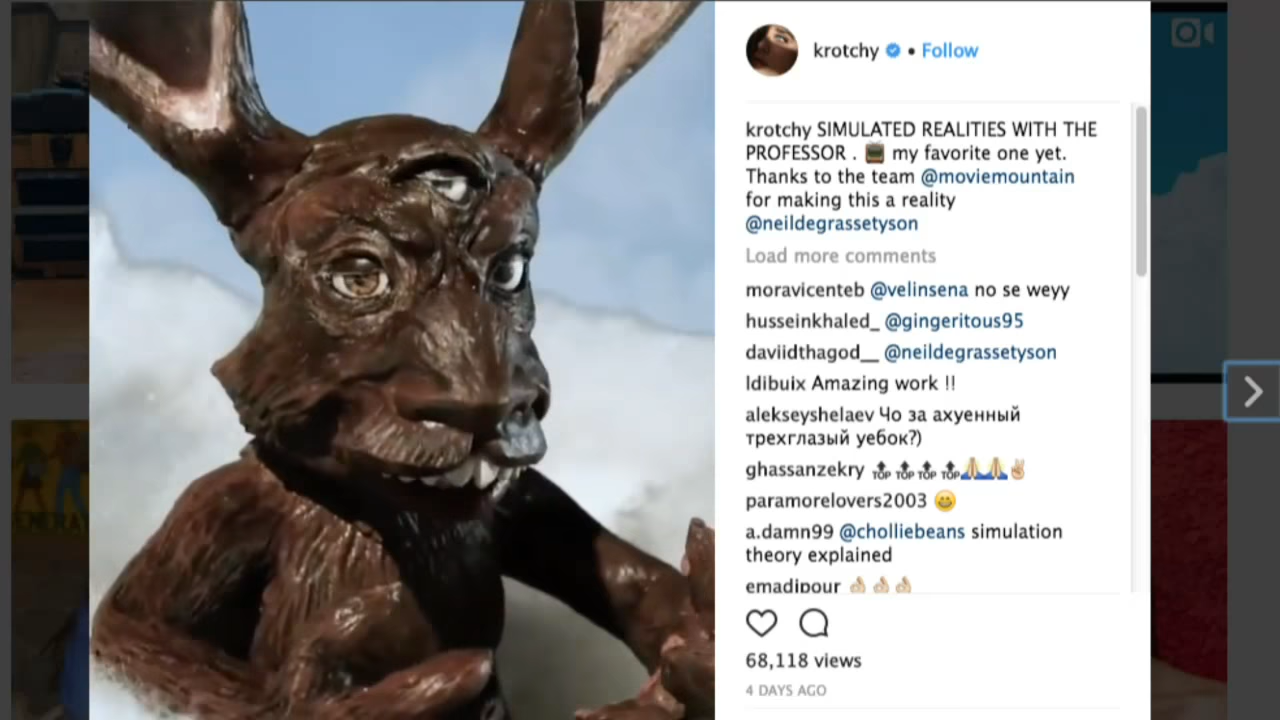 krotchy • Follow
krotchy SIMULATED REALITIES WITH THE
PROFESSOR . my favorite one yet.
Thanks to the team @moviemountain
for making this a reality
@neildegrassetyson
Load more comments
moravicenteb @velinsena no se weyy
husseinkhaled_ @gingeritous95
daviidthagod__ @neildegrassetyson
ldibuix Amazing work !!
alekseyshelaev Чо за ахуенный
трехглазый уебок?)
ghassanzekry 🔝🔝🔝🔝🙏🙏✌
paramorelovers2003 😀
a.damn99 @cholliebeans simulation
theory explained
emadipour 👌👌👌
68,118 views
4 DAYS AGO